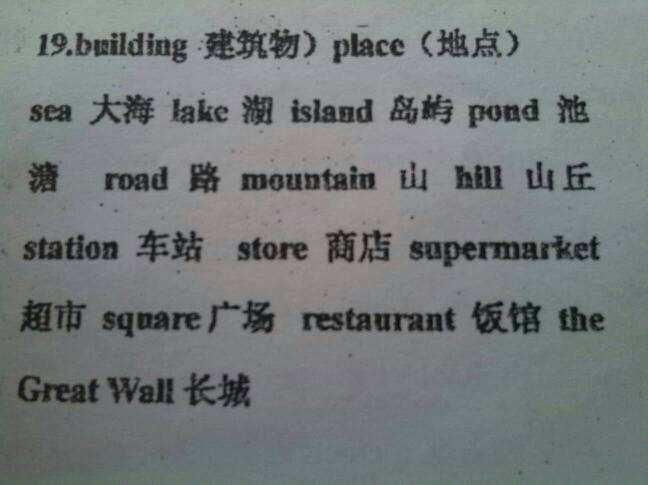 19.building 建筑物）place（地点）
sea 大海 lake 湖 island 岛屿 pond 池
塘 road 路 mountain 山 hill 山丘
station 车站 store 商店 supermarket
超市 square 广场 restaurant 饭馆 the
Great Wall 长城